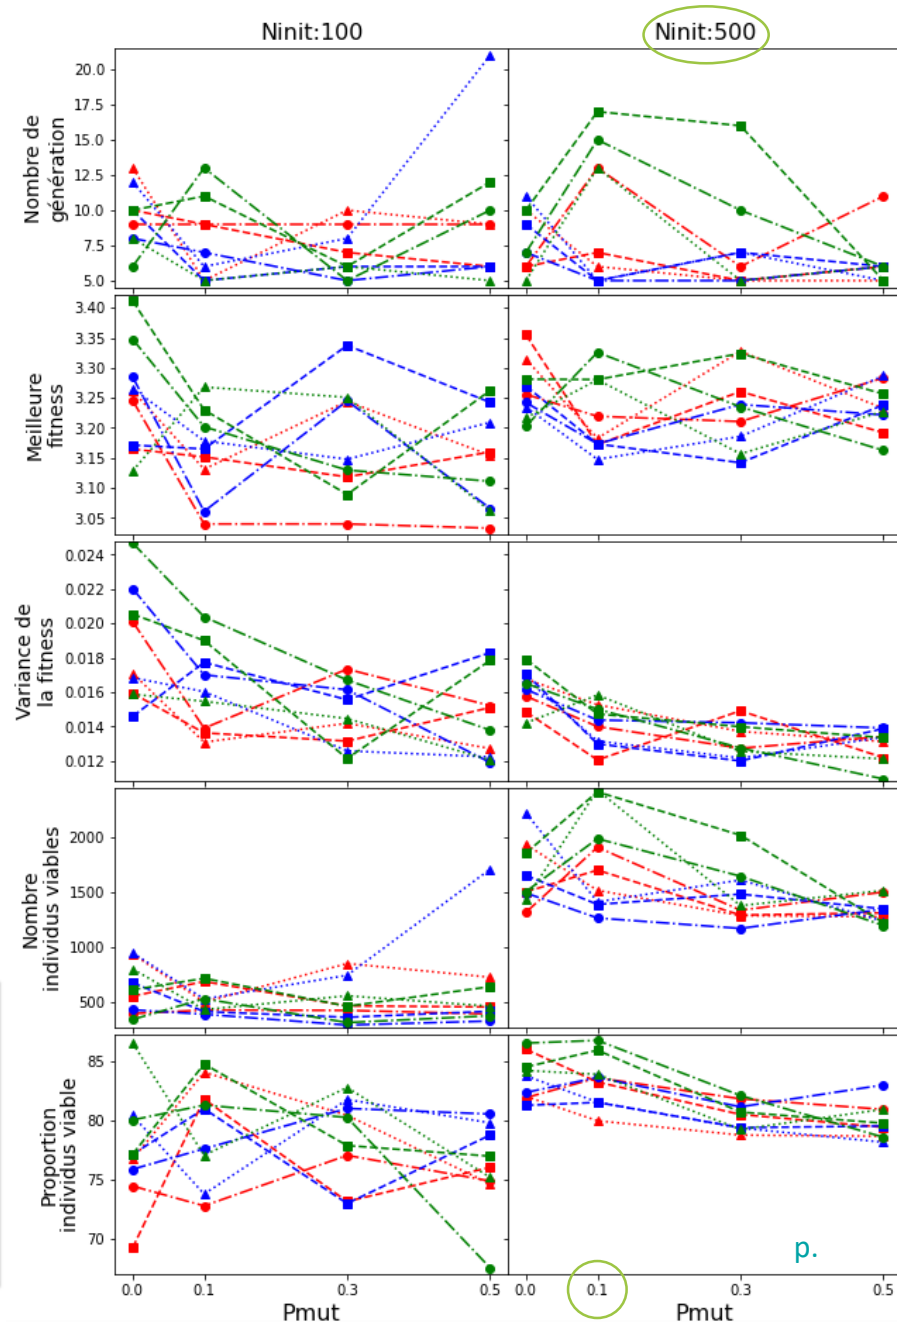 Ninit:100 Ninit:500
Nombre de
génération
20.0
17.5
15.0
12.5
10.0
7.5
5.0
Meilleure
fitness
3.40
3.35
3.30
3.25
3.20
3.15
3.10
3.05
Variance de
la fitness
0.024
0.022
0.020
0.018
0.016
0.014
0.012
Nombre
individus viables
2000
1500
1000
500
Proportion
individus viable
85
80
75
70
p.
0.0 0.1 0.3 0.5 0.0 0.1 0.3 0.5
Pmut Pmut